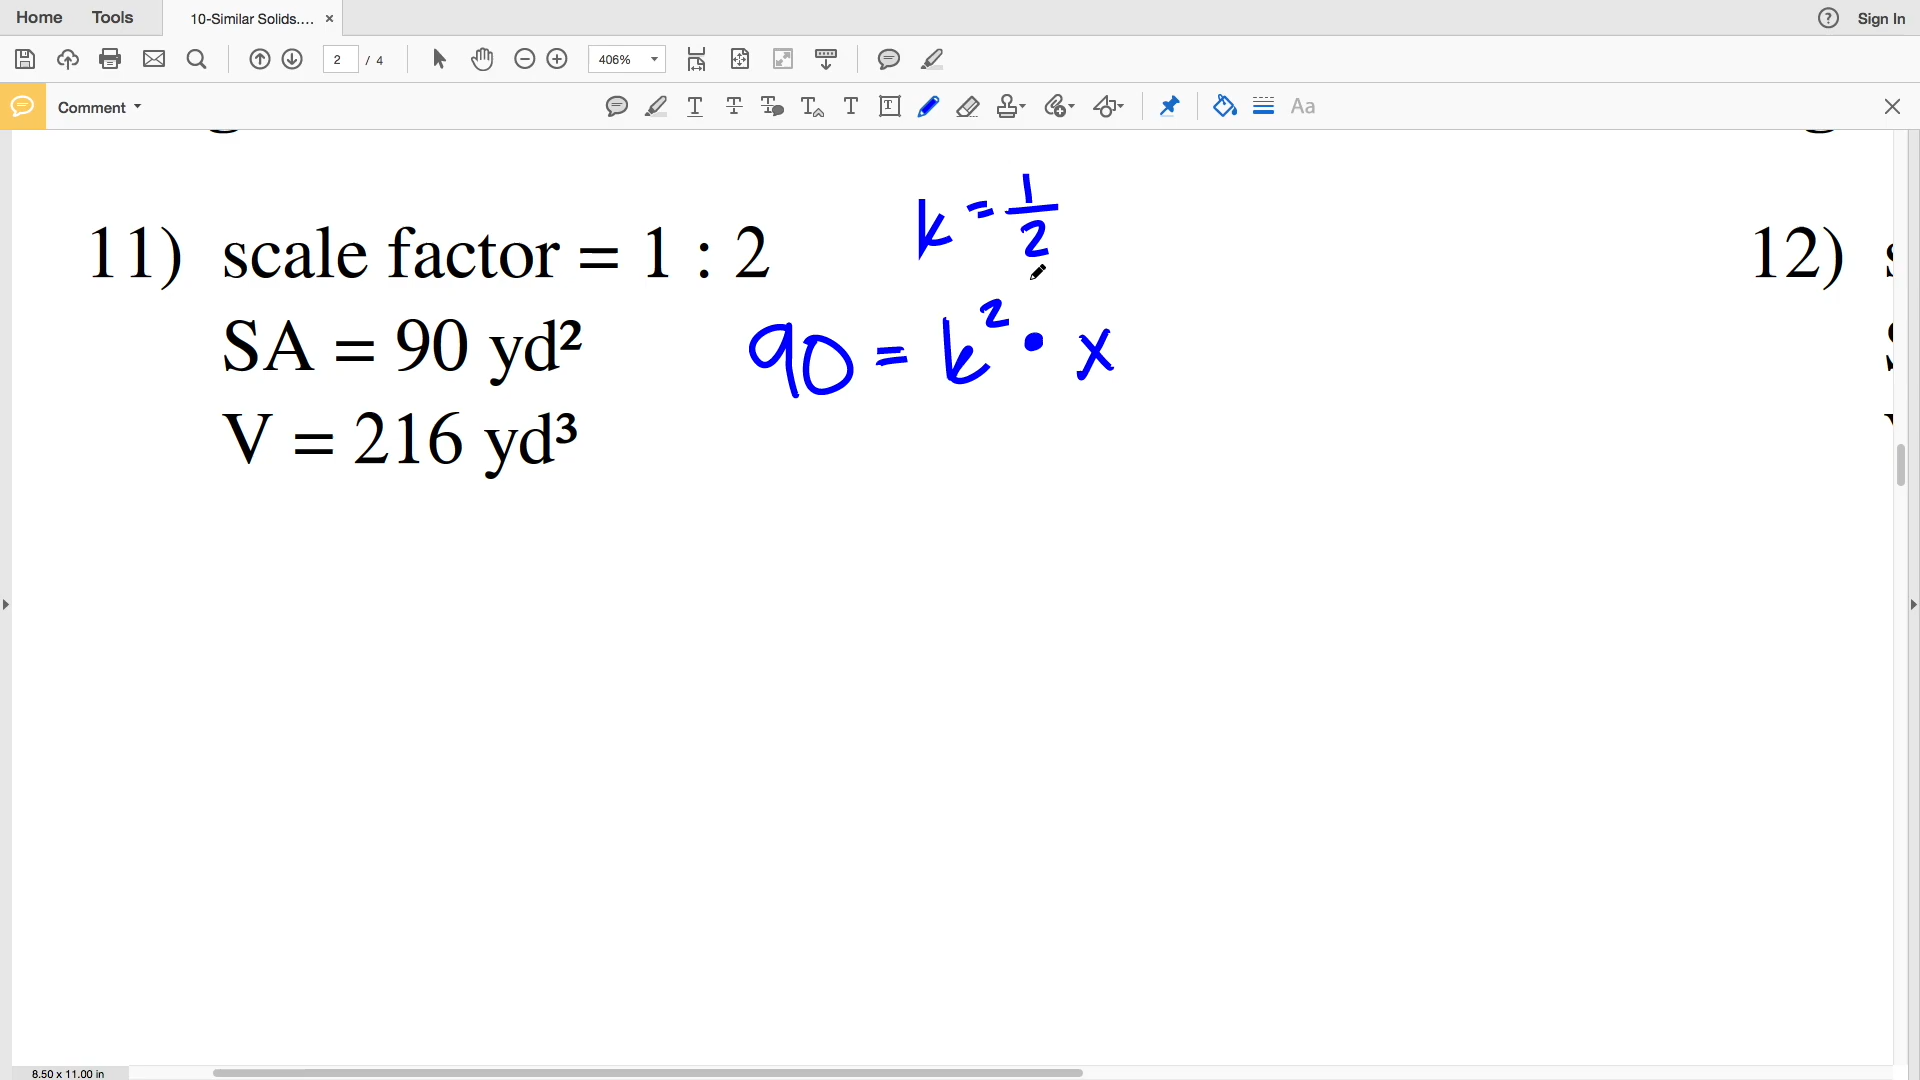 Home Tools 10-Similar Solids.... × ? Sign In
2 / 4 406%
Comment T T T T T T Aa
k = 1/2
11) scale factor = 1 : 2
12)
SA = 90 yd²
90 = k² • x
V = 216 yd³
8.50 x 11.00 in